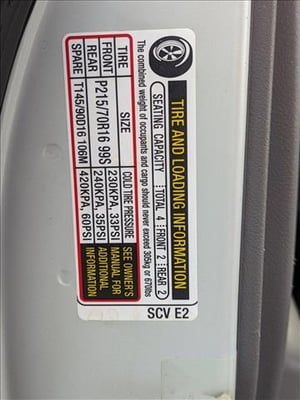 TIRE AND LOADING INFORMATION
SEATING CAPACITY TOTAL 4 FRONT 2 REAR 2
The combined weight of occupants and cargo should never exceed 305kg or 670lbs
TIRE SIZE COLD TIRE PRESSURE
FRONT P215/70R16 99S 230KPA, 33PSI
REAR 240KPA, 35PSI
SPARE T145/90D16 106M 420KPA, 60PSI
SEE OWNER'S
MANUAL FOR
ADDITIONAL
INFORMATION
SCV E2